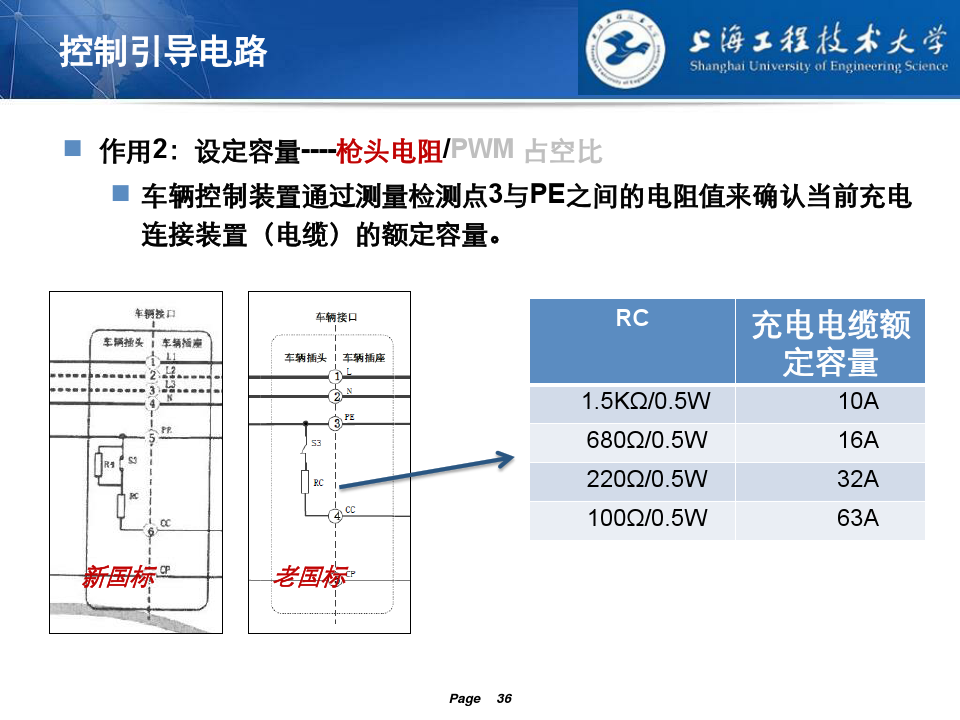 控制引导电路
上海工程技术大学
Shanghai University of Engineering Science
作用2：设定容量----枪头电阻/PWM 占空比
车辆控制装置通过测量检测点3与PE之间的电阻值来确认当前充电
连接装置（电缆）的额定容量。
车辆接口
车辆插头 车辆插座
1 L1
2 L2
3 L3
4 N
5 PE
S3
RC
6 CC
CP
新国标
车辆接口
车辆插头 车辆插座
1 L
2 N
3 PE
S3
RC
4 CC
CP
老国标
RC 充电电缆额
定容量
1.5KΩ/0.5W 10A
680Ω/0.5W 16A
220Ω/0.5W 32A
100Ω/0.5W 63A
Page 36